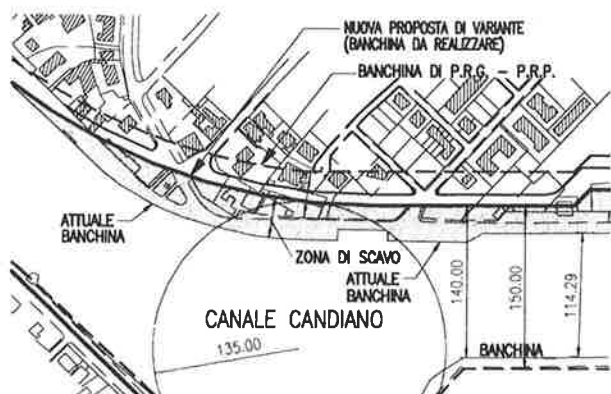 NUOVA PROPOSTA DI VARIANTE
(BANCHINA DA REALIZZARE)
BANCHINA DI P.R.G. - P.R.P.
ATTUALE
BANCHINA
ZONA DI SCAVO
ATTUALE
BANCHINA
CANALE CANDIANO
135.00
140.00
150.00
114.29
BANCHINA